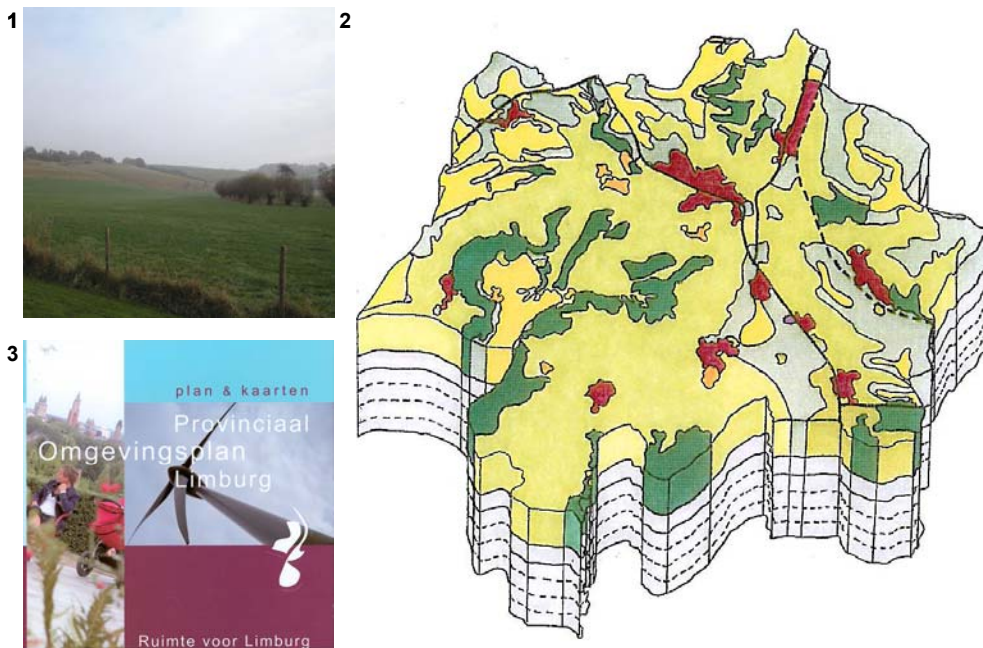 1
2
3
plan & kaarten
Provinciaal
Omgevingsplan
Limburg
Ruimte voor Limburg